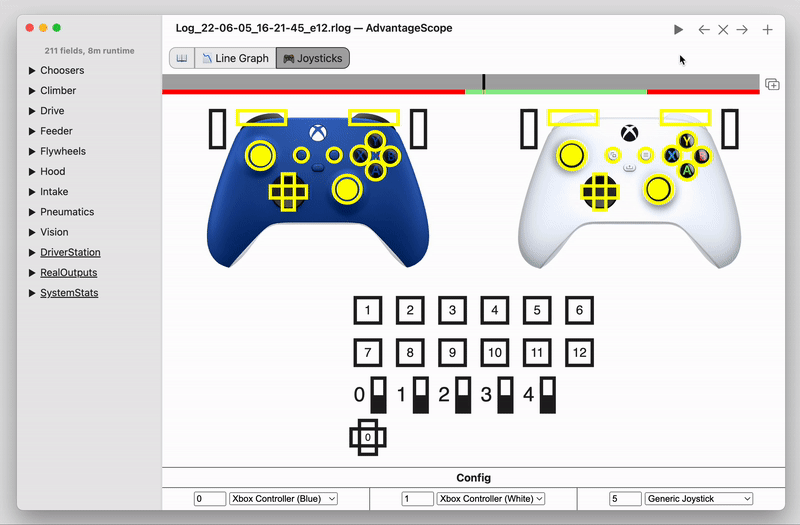 Log_22-06-05_16-21-45_e12.rlog — AdvantageScope
211 fields, 8m runtime
Choosers
Climber
Drive
Feeder
Flywheels
Hood
Intake
Pneumatics
Vision
DriverStation
RealOutputs
SystemStats
Line Graph
Joysticks
Y
X
A
Y
X
A
1 2 3 4 5 6
7 8 9 10 11 12
0 1 2 3 4
0
Config
0 Xbox Controller (Blue)
1 Xbox Controller (White)
5 Generic Joystick